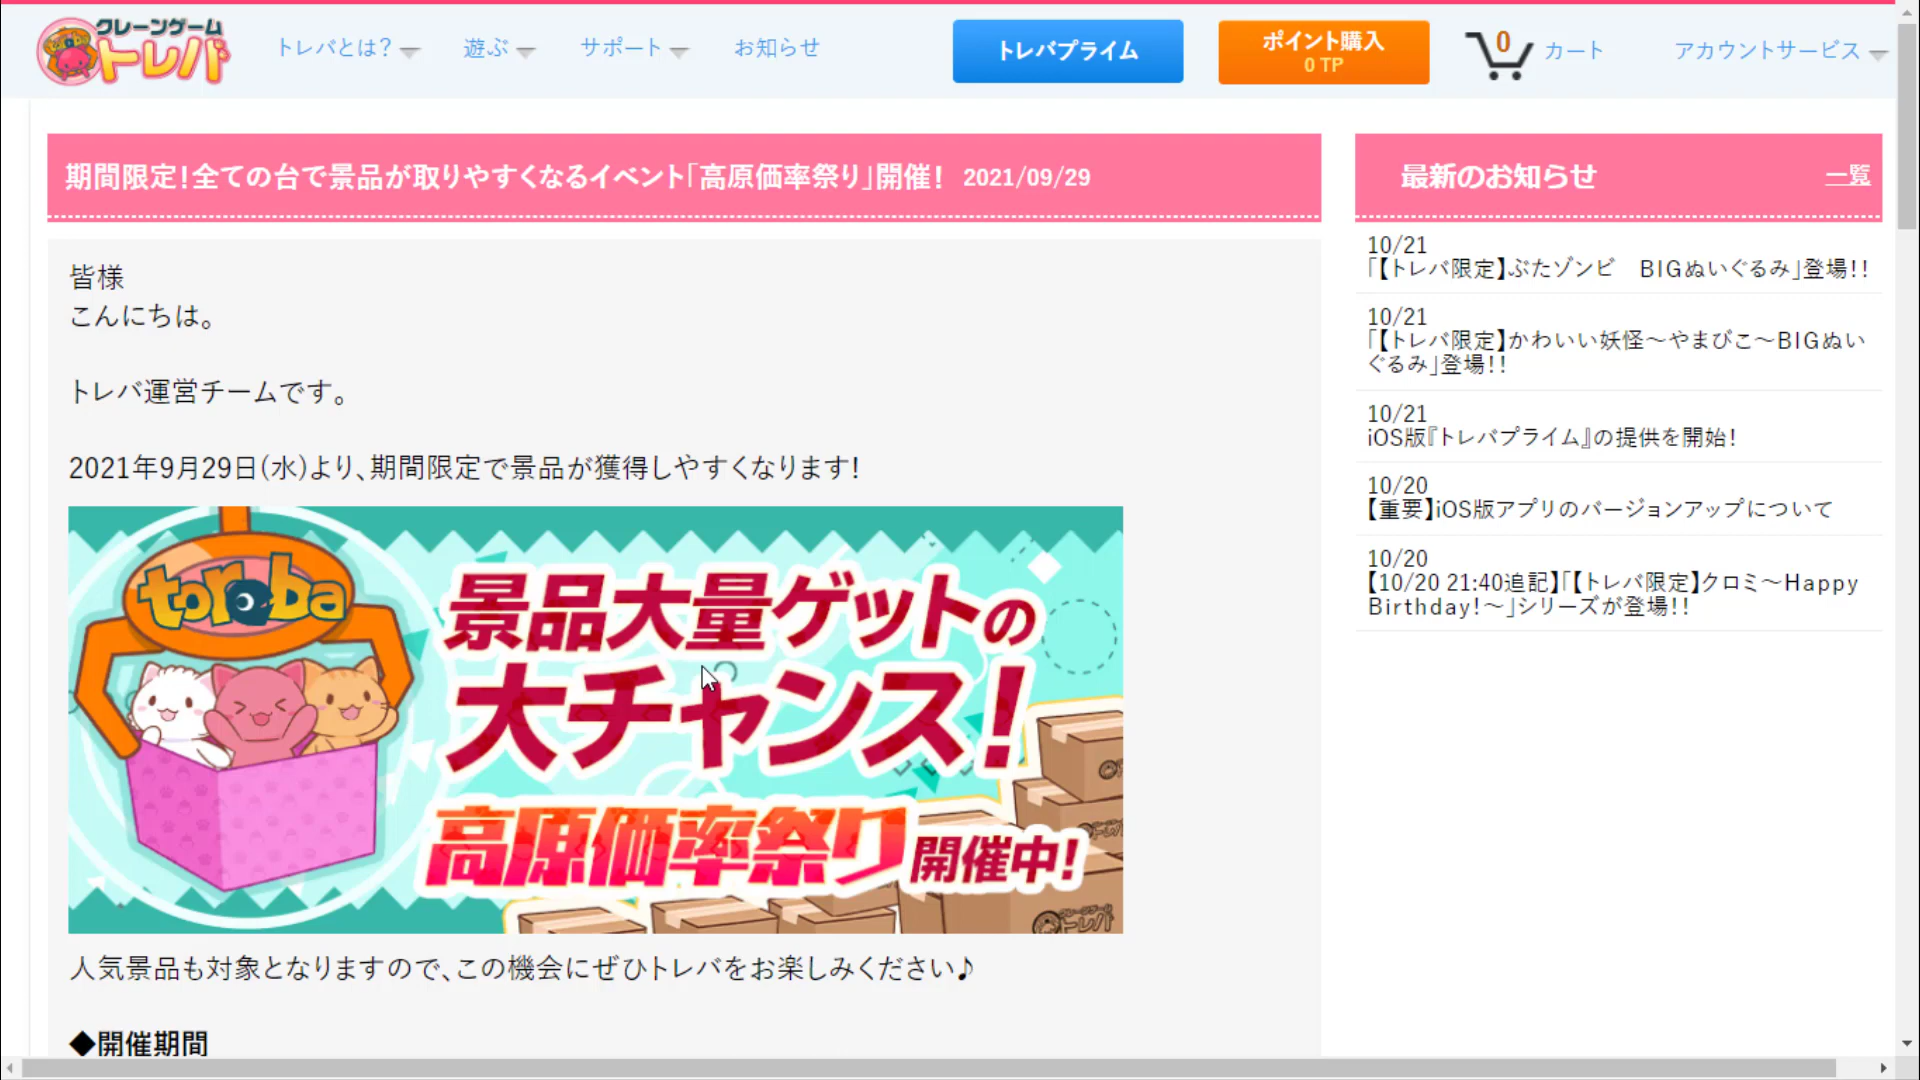 クレーンゲーム
トレバ
トレバとは?
遊ぶ
サポート
お知らせ
トレバプライム
ポイント購入
0 TP
0
カート
アカウントサービス
期間限定!全ての台で景品が取りやすくなるイベント「高原価率祭り」開催! 2021/09/29
皆様
こんにちは。
トレバ運営チームです。
2021年9月29日(水)より、期間限定で景品が獲得しやすくなります!
toreba
景品大量ゲットの
大チャンス!
高原価率祭り開催中!
クレーンゲーム
トレバ
人気景品も対象となりますので、この機会にぜひトレバをお楽しみください♪
◆開催期間
最新のお知らせ
一覧
10/21
「【トレバ限定】ぶたゾンビ　BIGぬいぐるみ」登場!!
10/21
「【トレバ限定】かわいい妖怪~やまびこ~BIGぬい
ぐるみ」登場!!
10/21
iOS版『トレバプライム』の提供を開始!
10/20
【重要】iOS版アプリのバージョンアップについて
10/20
【10/20 21:40追記】「【トレバ限定】クロミ~Happy
Birthday!~」シリーズが登場!!